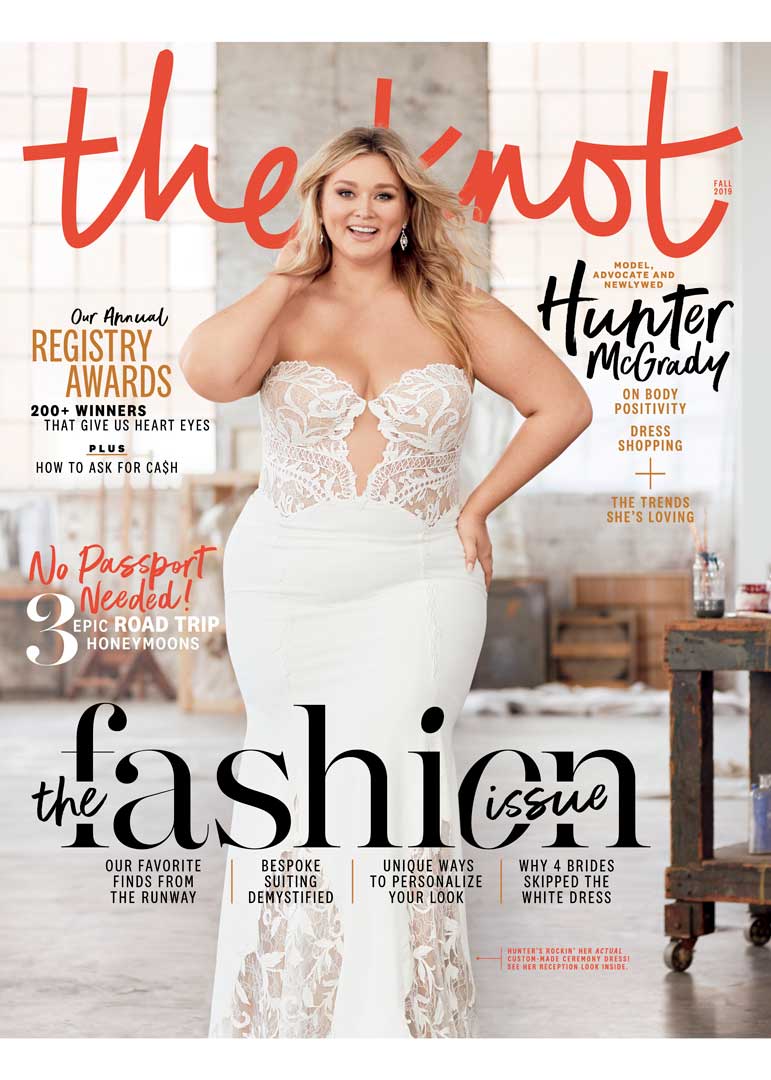 the knot
FALL
2019
MODEL,
ADVOCATE AND
NEWLYWED
Hunter
McGrady
ON BODY
POSITIVITY
DRESS
SHOPPING
+
THE TRENDS
SHE'S LOVING
Our Annual
REGISTRY
AWARDS
200+ WINNERS
THAT GIVE US HEART EYES
PLUS
HOW TO ASK FOR CA$H
No Passport
Needed!
3 EPIC ROAD TRIP
HONEYMOONS
the fashion issue
OUR FAVORITE
FINDS FROM
THE RUNWAY
BESPOKE
SUITING
DEMYSTIFIED
UNIQUE WAYS
TO PERSONALIZE
YOUR LOOK
WHY 4 BRIDES
SKIPPED THE
WHITE DRESS
HUNTER'S ROCKIN' HER ACTUAL
CUSTOM-MADE CEREMONY DRESS!
SEE HER RECEPTION LOOK INSIDE.